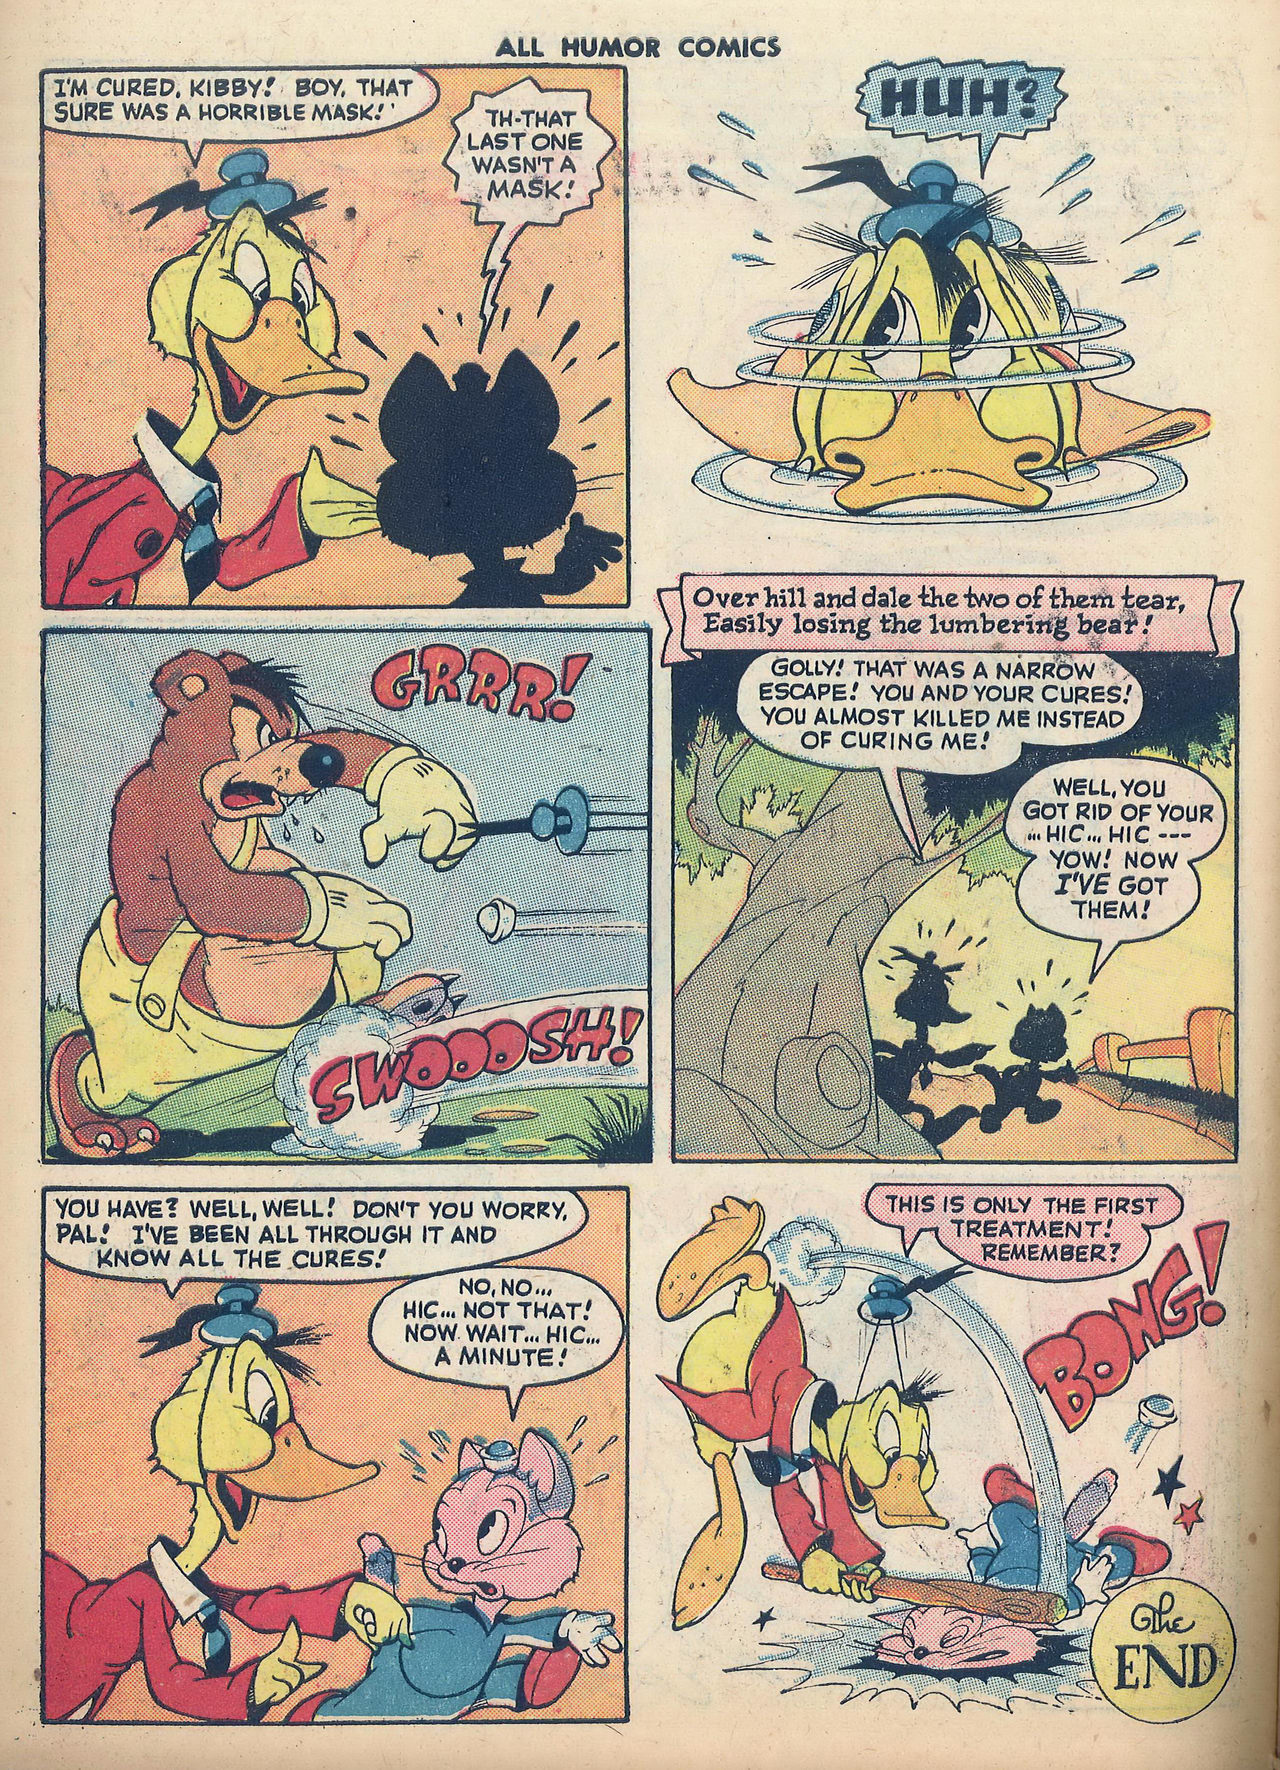 ALL HUMOR COMICS
I'M CURED, KIBBY! BOY, THAT
SURE WAS A HORRIBLE MASK!
TH-THAT
LAST ONE
WASN'T A
MASK!
HUH?
GRRR!
SWOOOSH!
Over hill and dale the two of them tear,
Easily losing the lumbering bear!
GOLLY! THAT WAS A NARROW
ESCAPE! YOU AND YOUR CURES!
YOU ALMOST KILLED ME INSTEAD
OF CURING ME!
WELL, YOU
GOT RID OF YOUR
...HIC... HIC ---
YOW! NOW
I'VE GOT
THEM!
YOU HAVE? WELL, WELL! DON'T YOU WORRY,
PAL! I'VE BEEN ALL THROUGH IT AND
KNOW ALL THE CURES!
NO, NO...
HIC... NOT THAT!
NOW WAIT... HIC...
A MINUTE!
THIS IS ONLY THE FIRST
TREATMENT!
REMEMBER?
BONG!
The
END